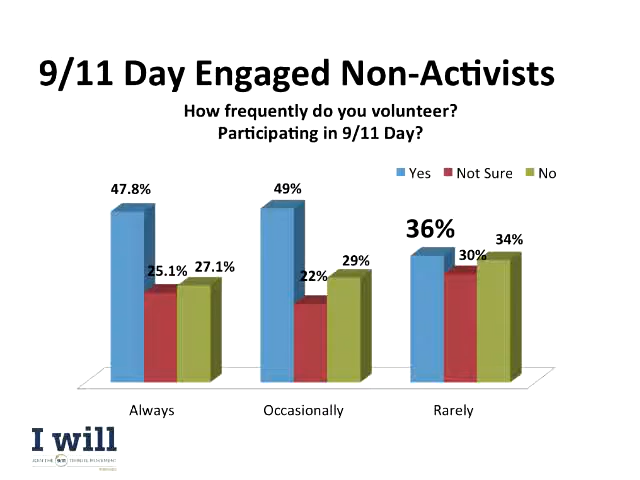 9/11 Day Engaged Non-Activists
How frequently do you volunteer?
Participating in 9/11 Day?
Yes Not Sure No
47.8%
25.1%
27.1%
49%
22%
29%
36%
30%
34%
Always Occasionally Rarely
I will